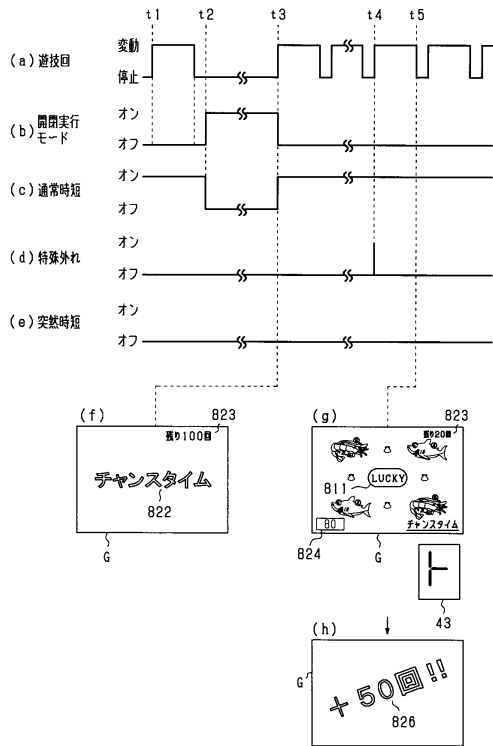 t1 t2 t3 t4 t5
(a) 遊技回
変動
停止
(b) 開閉実行モード
オン
オフ
(c) 通常時短
オン
オフ
(d) 特殊外れ
オン
オフ
(e) 突然時短
オン
オフ
(f)
823
残り100回
チャンスタイム
822
G
(g)
823
残り20回
811
LUCKY
80
チャンスタイム
824
G
43
(h)
+50回!!
G
826